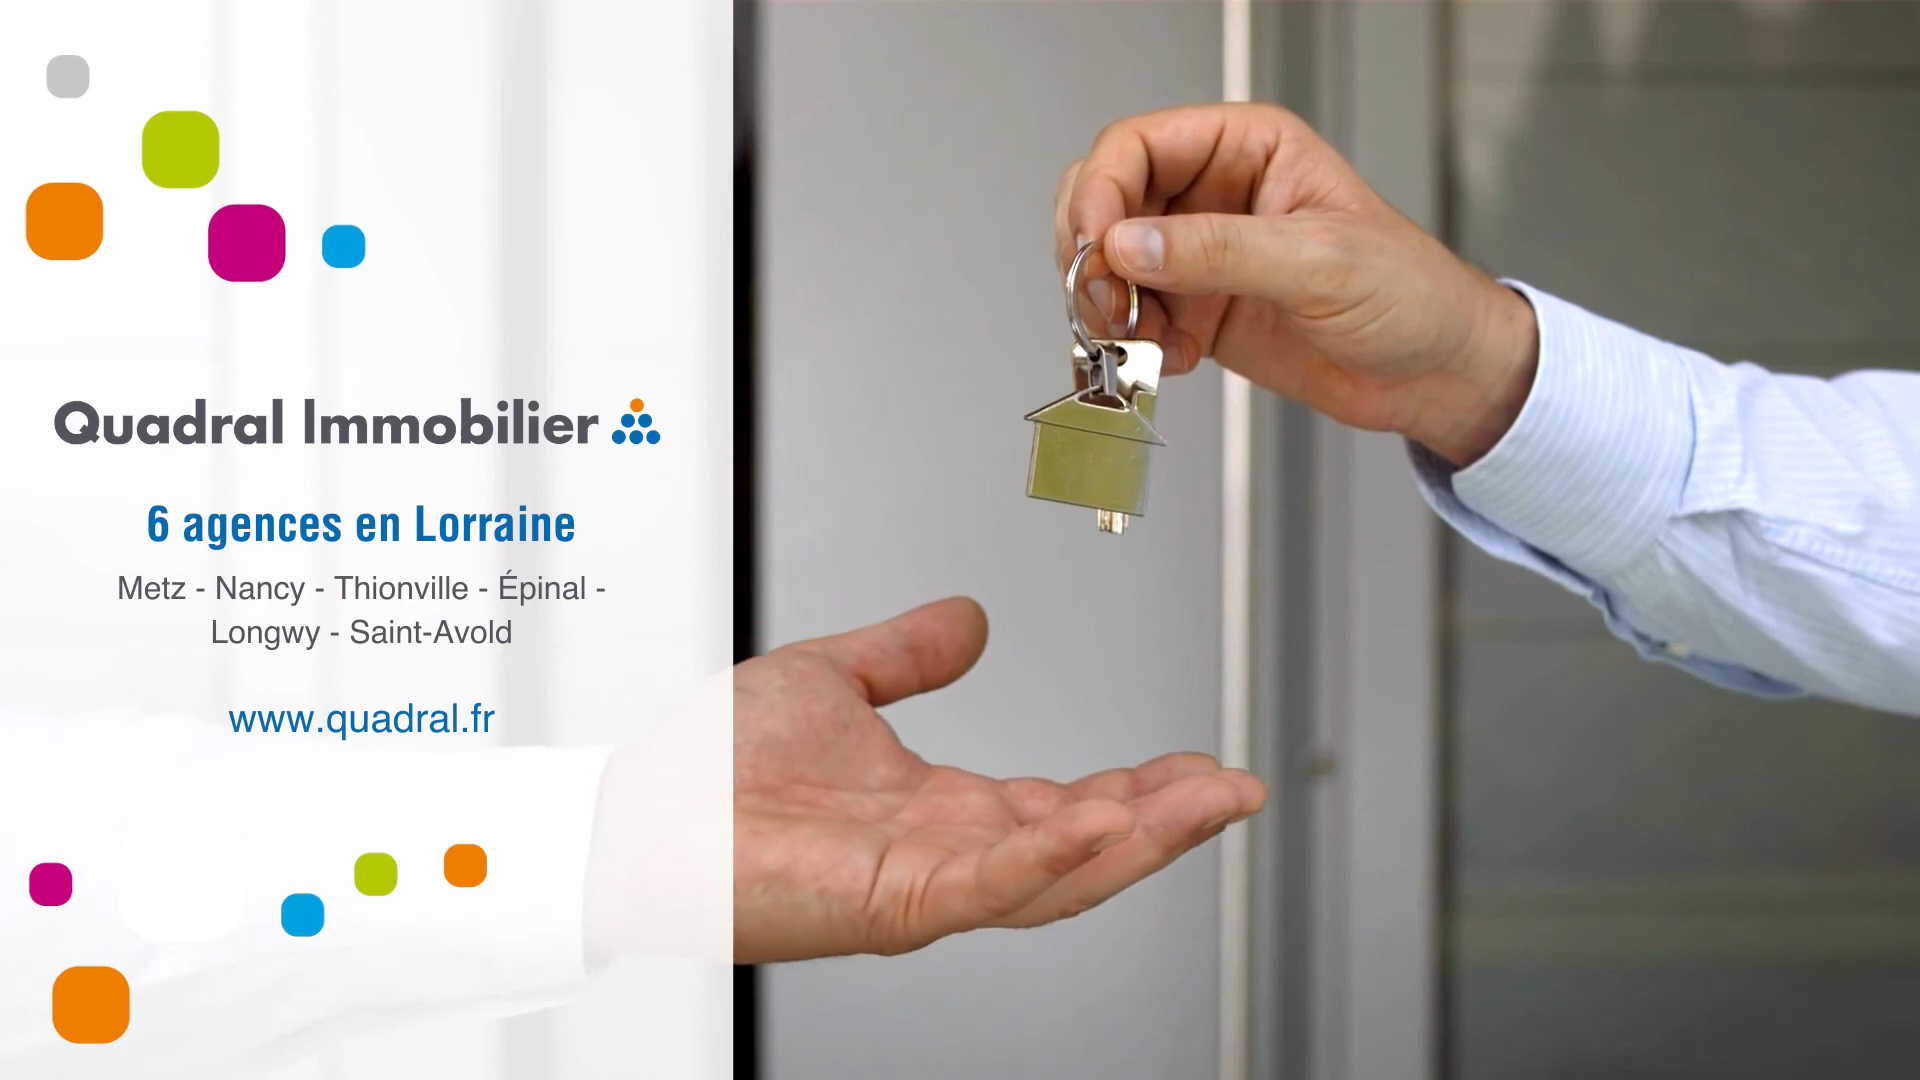 Quadral Immobilier
6 agences en Lorraine
Metz - Nancy - Thionville - Épinal -
Longwy - Saint-Avold
www.quadral.fr